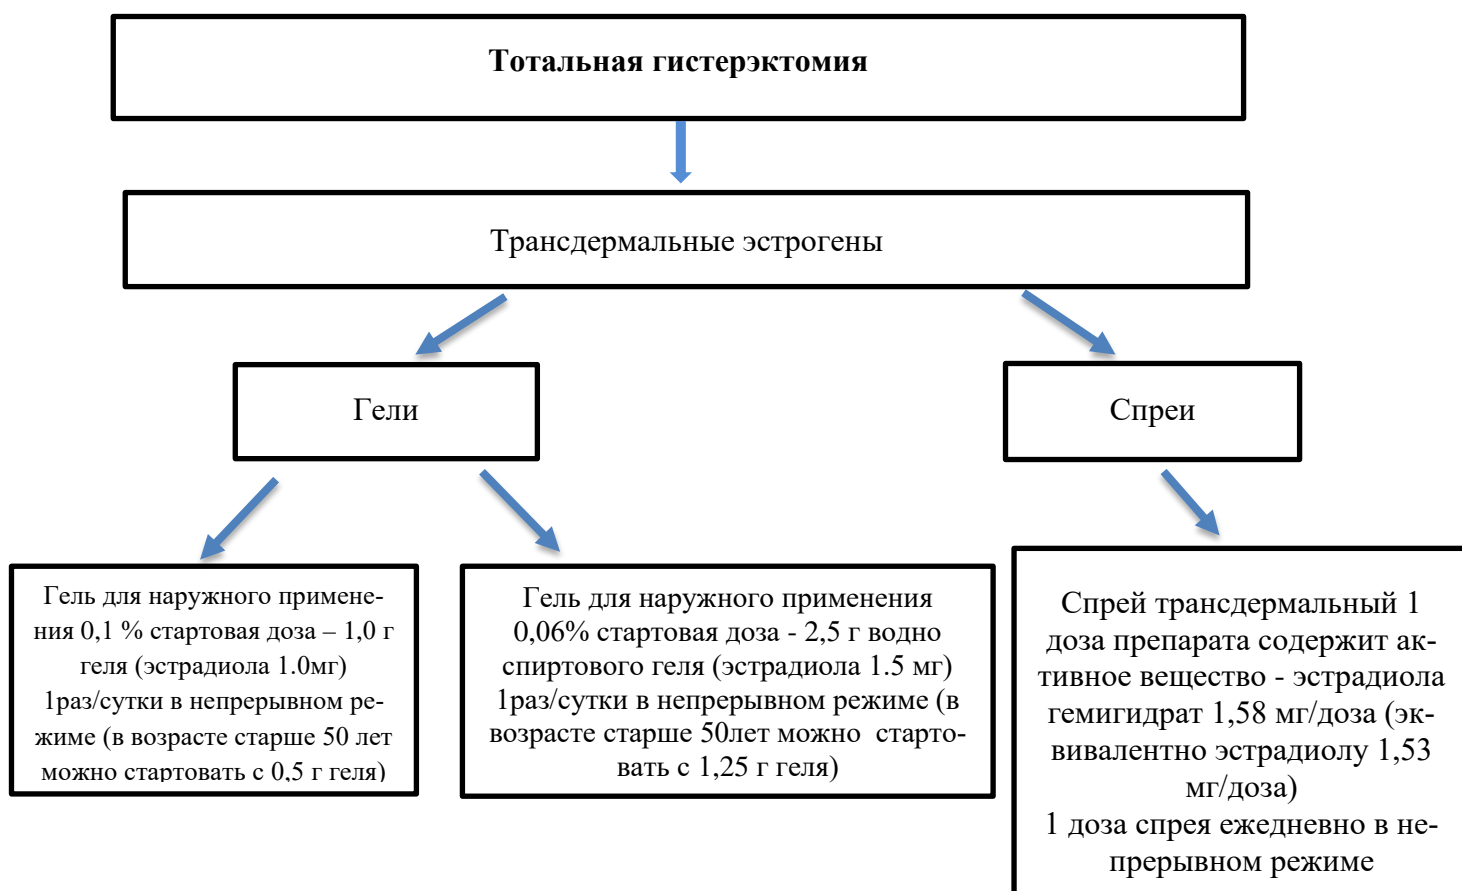 Тотальная гистерэктомия
Трансдермальные эстрогены
Гели
Спреи
Гель для наружного примене-
ния 0,1 % стартовая доза – 1,0 г
геля (эстрадиола 1.0мг)
1раз/сутки в непрерывном ре-
жиме (в возрасте старше 50 лет
можно стартовать с 0,5 г геля)
Гель для наружного применения
0,06% стартовая доза - 2,5 г водно
спиртового геля (эстрадиола 1.5 мг)
1раз/сутки в непрерывном режиме (в
возрасте старше 50лет можно старто-
вать с 1,25 г геля)
Спрей трансдермальный 1
доза препарата содержит ак-
тивное вещество - эстрадиола
гемигидрат 1,58 мг/доза (эк-
вивалентно эстрадиолу 1,53
мг/доза)
1 доза спрея ежедневно в не-
прерывном режиме